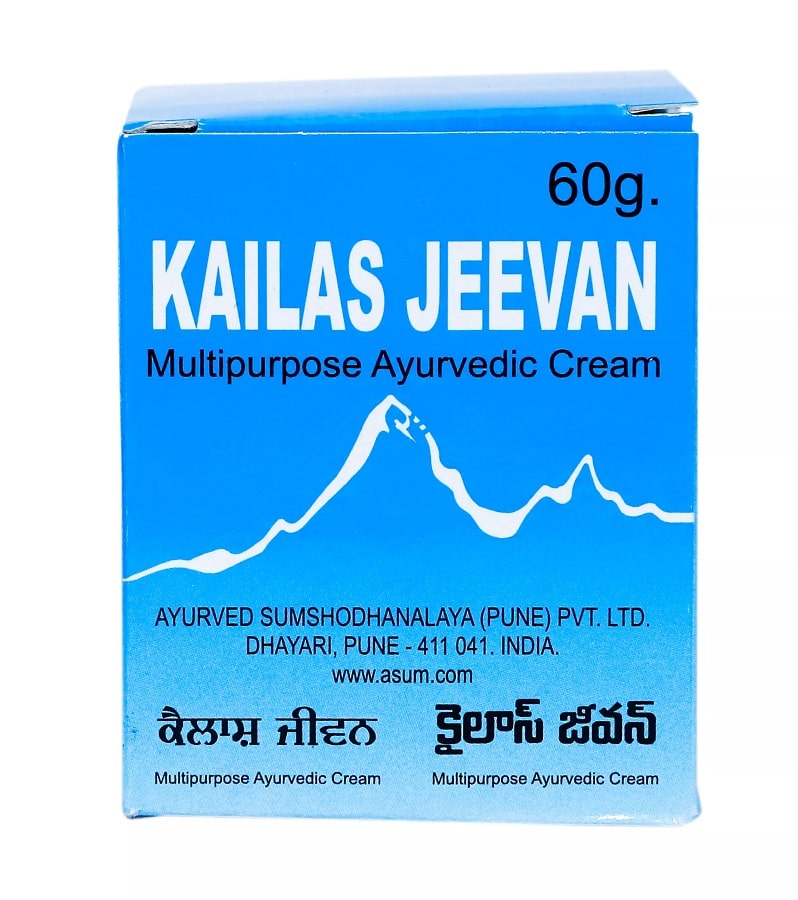 60g.
KAILAS JEEVAN
Multipurpose Ayurvedic Cream
AYURVED SUMSHODHANALAYA (PUNE) PVT. LTD.
DHAYARI, PUNE - 411 041. INDIA.
www.asum.com
ਕੈਲਾਸ਼ ਜੀਵਨ
Multipurpose Ayurvedic Cream
కైలాస్ జీవన్
Multipurpose Ayurvedic Cream